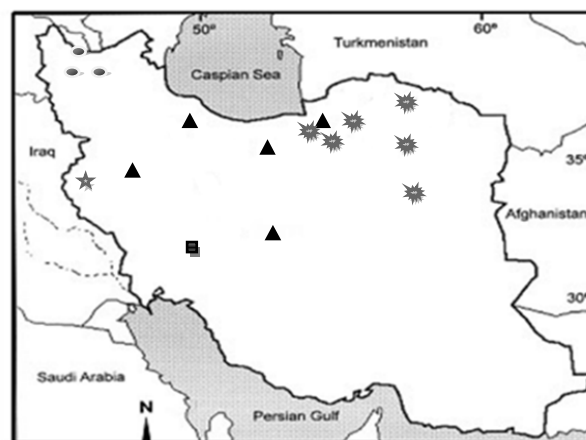 50°
60°
Turkmenistan
Caspian Sea
Iraq
35°
Afghanistan
30°
Saudi Arabia
N
Persian Gulf